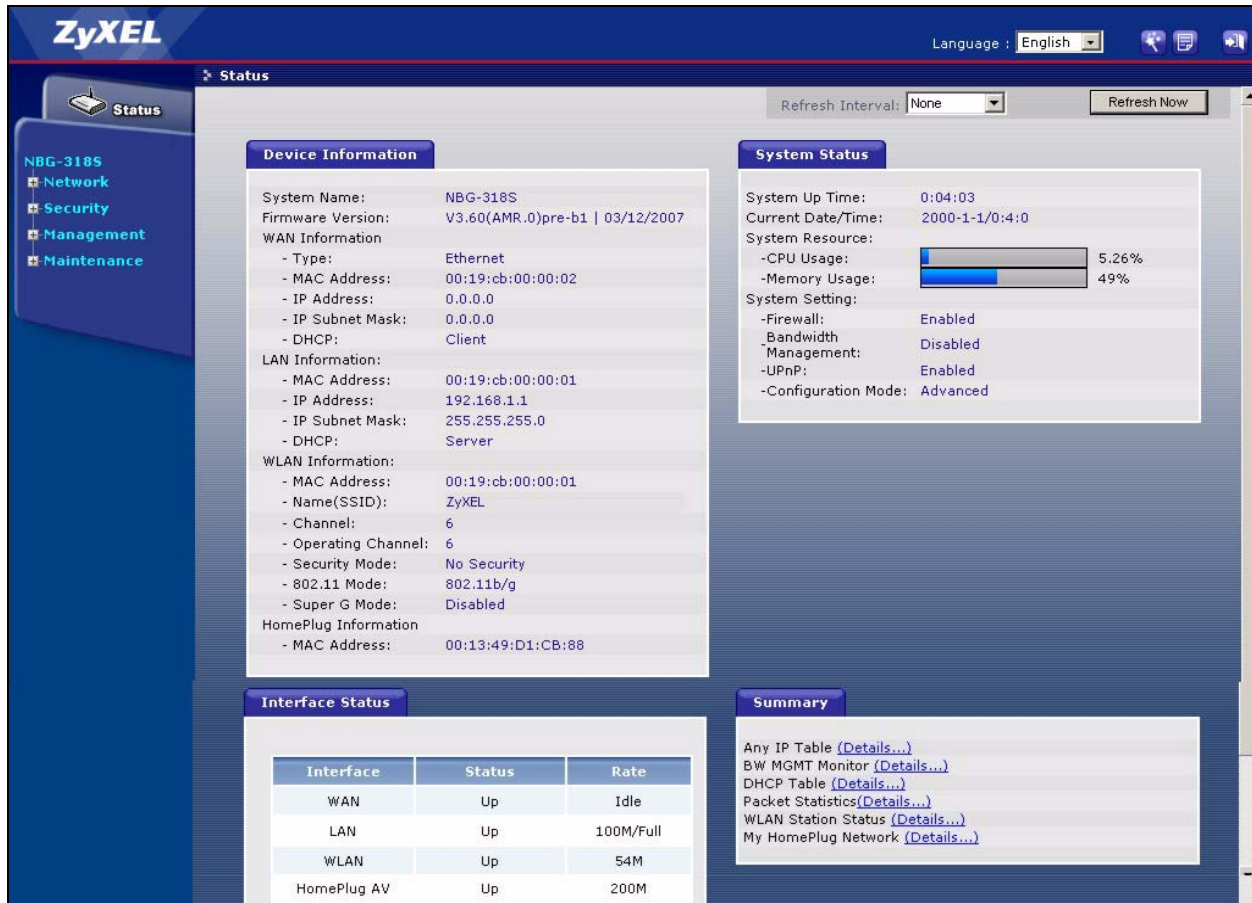 ZyXEL
Language : English
Status
Status
Refresh Interval: None
Refresh Now
NBG-318S
Network
Security
Management
Maintenance
Device Information
System Name: NBG-318S
Firmware Version: V3.60(AMR.0)pre-b1 | 03/12/2007
WAN Information
- Type: Ethernet
- MAC Address: 00:19:cb:00:00:02
- IP Address: 0.0.0.0
- IP Subnet Mask: 0.0.0.0
- DHCP: Client
LAN Information:
- MAC Address: 00:19:cb:00:00:01
- IP Address: 192.168.1.1
- IP Subnet Mask: 255.255.255.0
- DHCP: Server
WLAN Information:
- MAC Address: 00:19:cb:00:00:01
- Name(SSID): ZyXEL
- Channel: 6
- Operating Channel: 6
- Security Mode: No Security
- 802.11 Mode: 802.11b/g
- Super G Mode: Disabled
HomePlug Information
- MAC Address: 00:13:49:D1:CB:88
System Status
System Up Time: 0:04:03
Current Date/Time: 2000-1-1/0:4:0
System Resource:
-CPU Usage: 5.26%
-Memory Usage: 49%
System Setting:
-Firewall: Enabled
-Bandwidth
Management: Disabled
-UPnP: Enabled
-Configuration Mode: Advanced
Interface Status
Interface Status Rate
WAN Up Idle
LAN Up 100M/Full
WLAN Up 54M
HomePlug AV Up 200M
Summary
Any IP Table (Details...)
BW MGMT Monitor (Details...)
DHCP Table (Details...)
Packet Statistics(Details...)
WLAN Station Status (Details...)
My HomePlug Network (Details...)